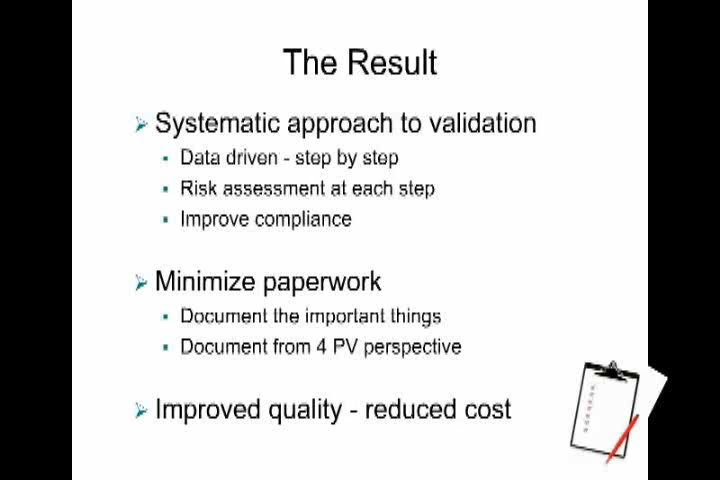 The Result
Systematic approach to validation
Data driven - step by step
Risk assessment at each step
Improve compliance
Minimize paperwork
Document the important things
Document from 4 PV perspective
Improved quality - reduced cost